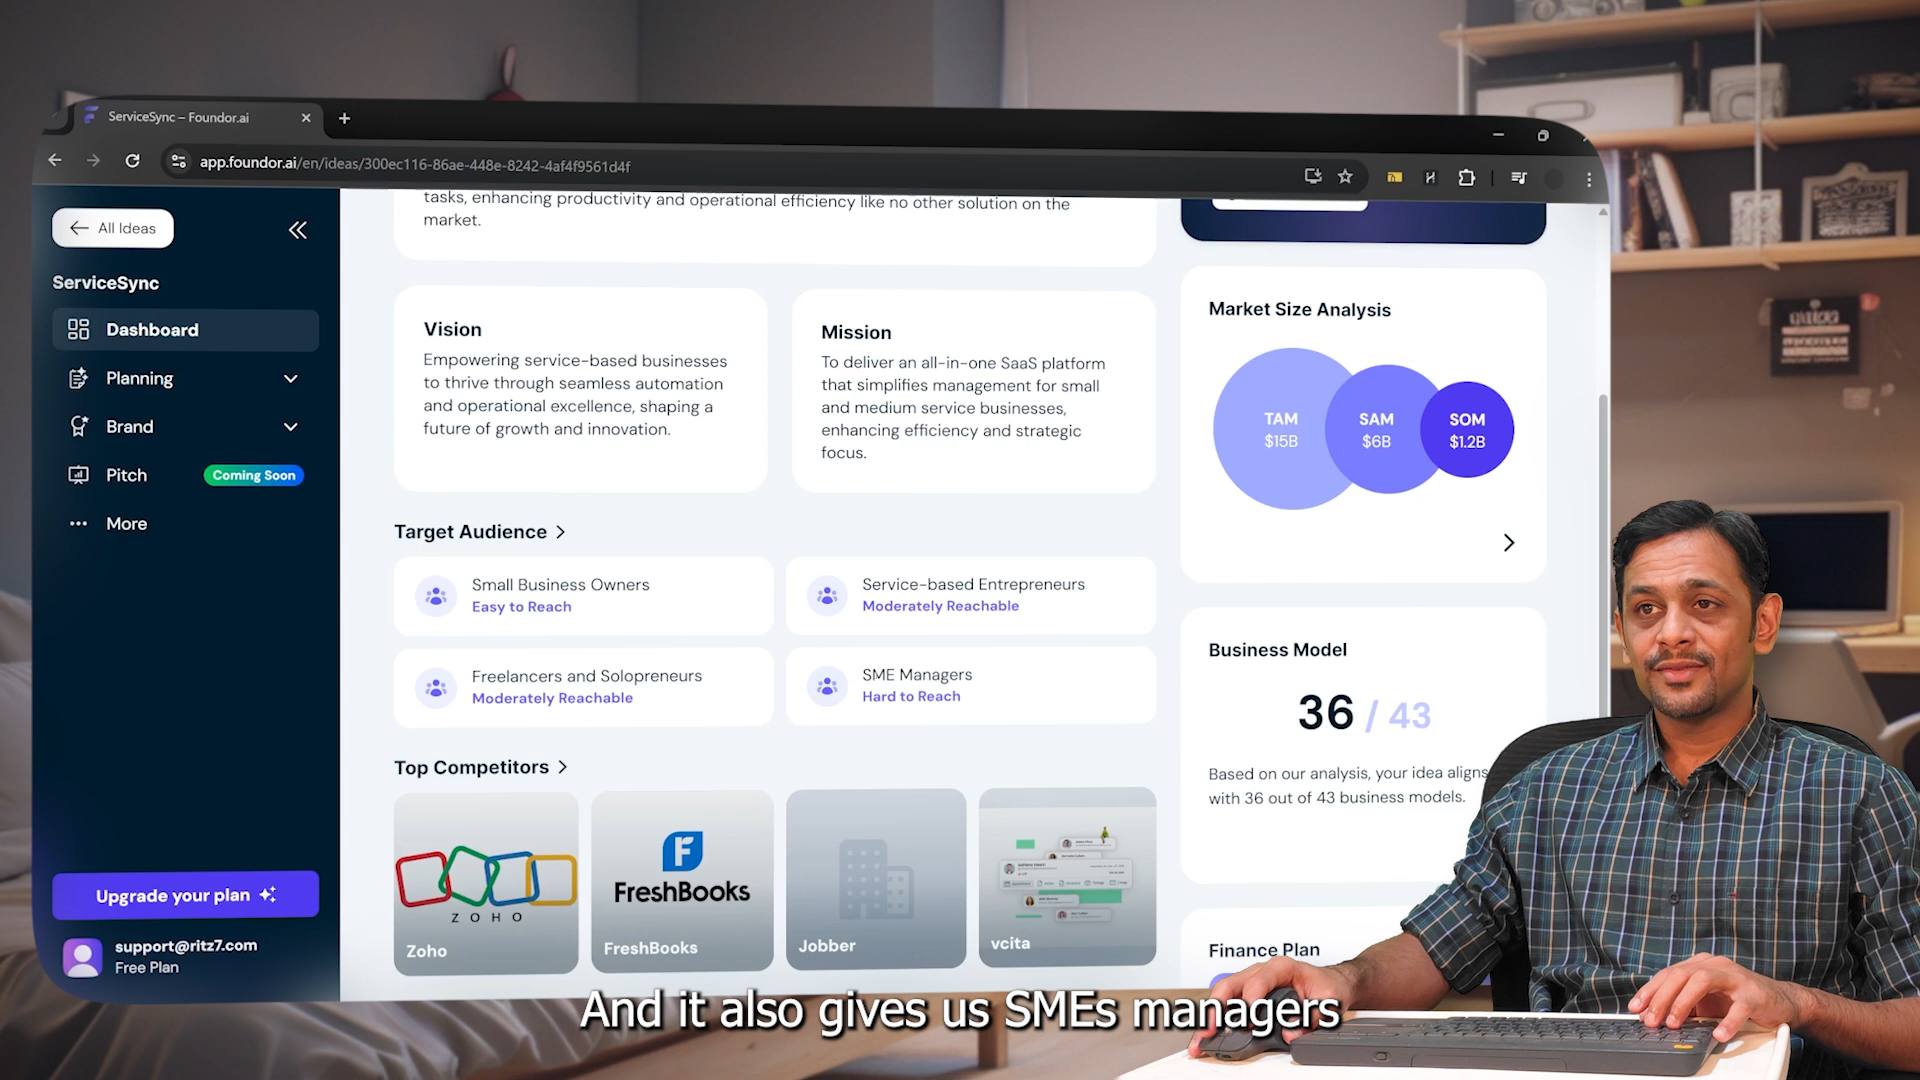 ServiceSync – Foundor.ai
app.foundor.ai/en/ideas/300ec116-86ae-448e-8242-4af4f9561d4f
All Ideas
ServiceSync
Dashboard
Planning
Brand
Pitch
Coming Soon
More
Upgrade your plan
support@ritz7.com
Free Plan
tasks, enhancing productivity and operational efficiency like no other solution on the
market.
Vision
Empowering service-based businesses
to thrive through seamless automation
and operational excellence, shaping a
future of growth and innovation.
Mission
To deliver an all-in-one SaaS platform
that simplifies management for small
and medium service businesses,
enhancing efficiency and strategic
focus.
Target Audience
Small Business Owners
Easy to Reach
Service-based Entrepreneurs
Moderately Reachable
Freelancers and Solopreneurs
Moderately Reachable
SME Managers
Hard to Reach
Top Competitors
ZOHO
Zoho
FreshBooks
FreshBooks
Jobber
vcita
Market Size Analysis
TAM
$15B
SAM
$6B
SOM
$1.2B
Business Model
36 / 43
Based on our analysis, your idea aligns
with 36 out of 43 business models.
Finance Plan
And it also gives us SMEs managers